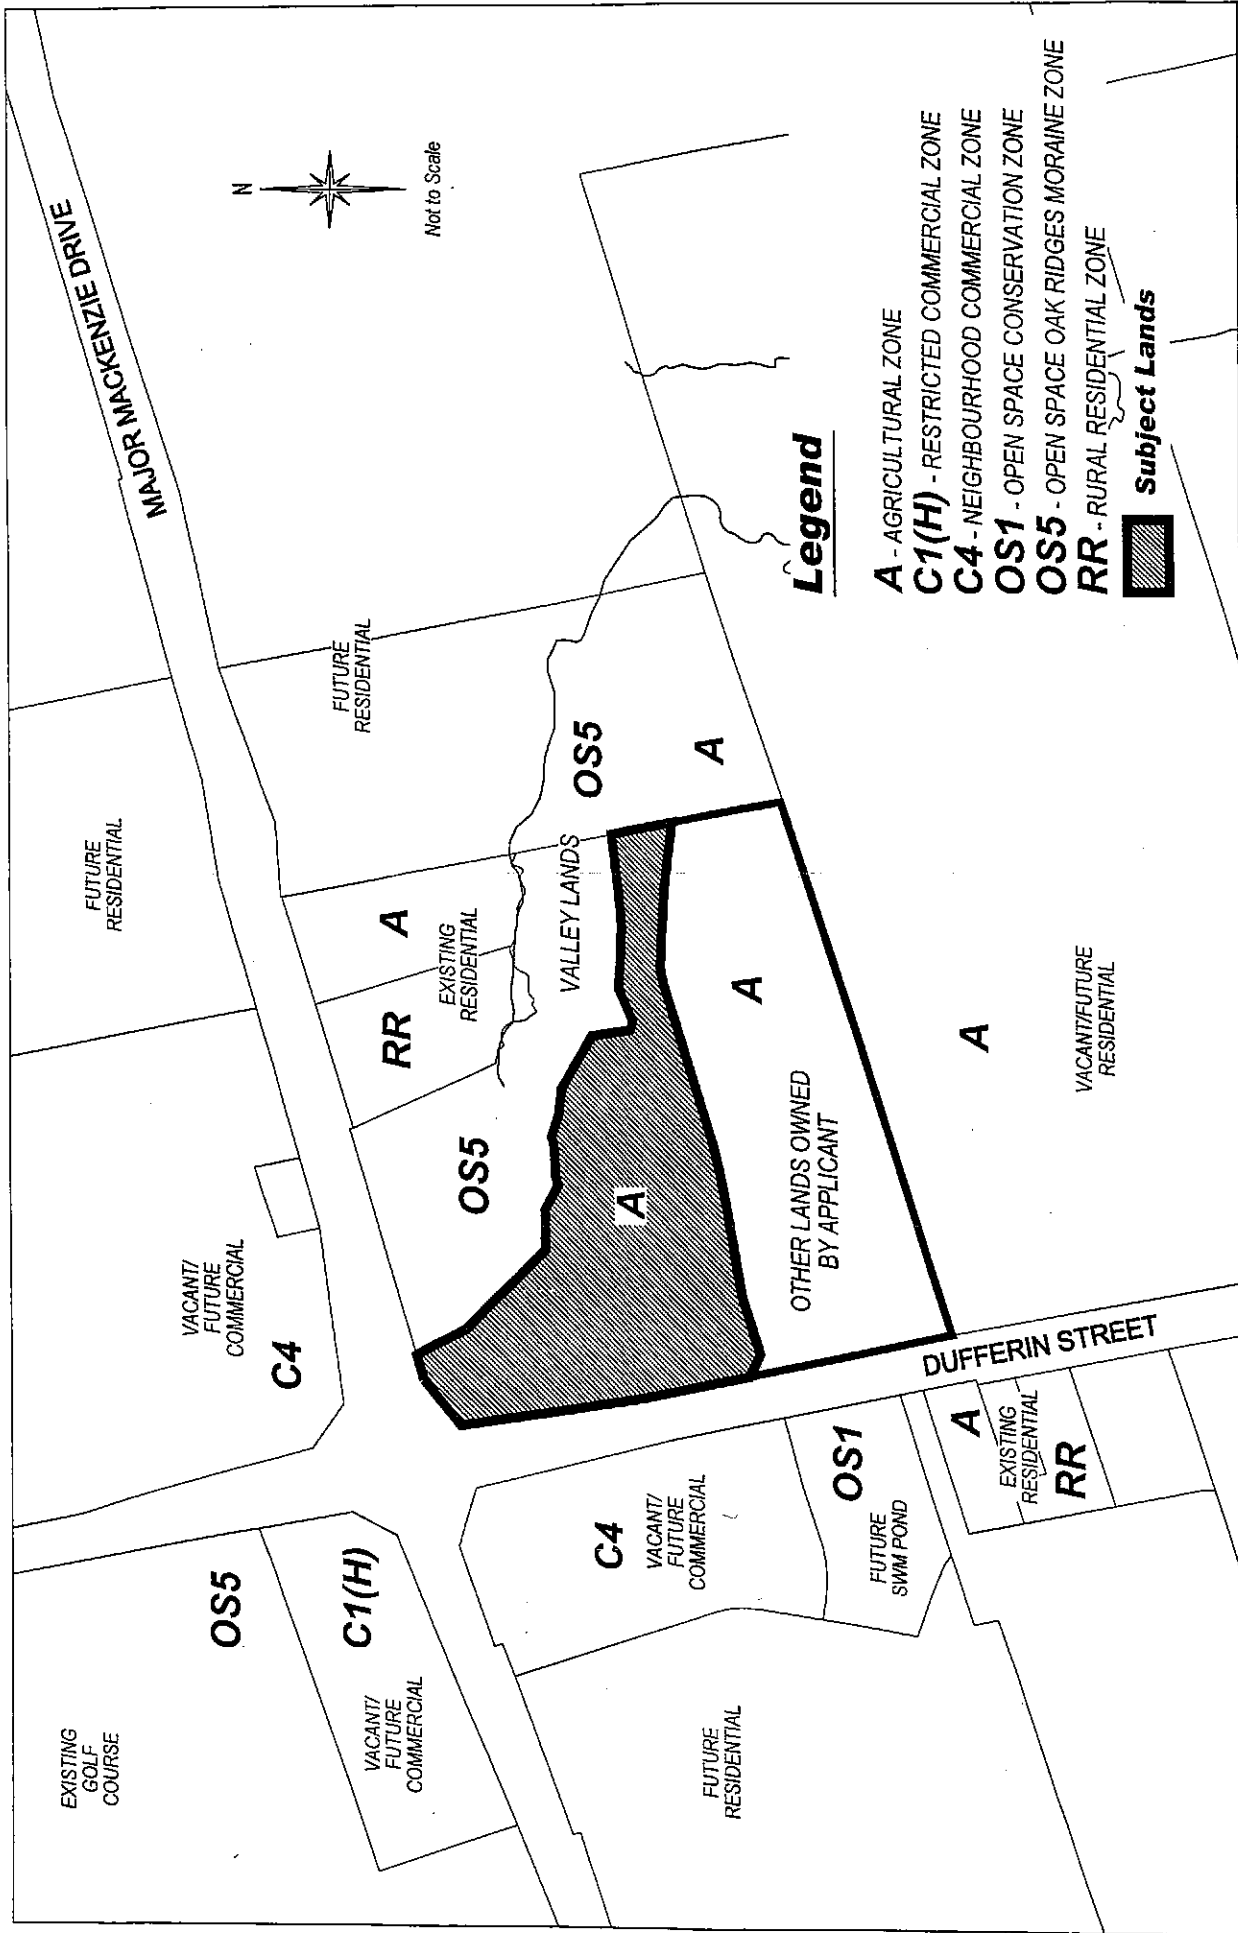 MAJOR MACKENZIE DRIVE
N
Not to Scale
EXISTING
GOLF
COURSE
OS5
C1(H)
VACANT/
FUTURE
COMMERCIAL
VACANT/
FUTURE
COMMERCIAL
C4
FUTURE
RESIDENTIAL
FUTURE
RESIDENTIAL
RR
A
EXISTING
RESIDENTIAL
OS5
VALLEY LANDS
OS5
A
A
A
OTHER LANDS OWNED
BY APPLICANT
C4
VACANT/
FUTURE
COMMERCIAL
FUTURE
RESIDENTIAL
OS1
FUTURE
SWM POND
DUFFERIN STREET
A
EXISTING
RESIDENTIAL
RR
A
VACANT/FUTURE
RESIDENTIAL
Legend
A - AGRICULTURAL ZONE
C1(H) - RESTRICTED COMMERCIAL ZONE
C4 - NEIGHBOURHOOD COMMERCIAL ZONE
OS1 - OPEN SPACE CONSERVATION ZONE
OS5 - OPEN SPACE OAK RIDGES MORAINE ZONE
RR - RURAL RESIDENTIAL ZONE
Subject Lands